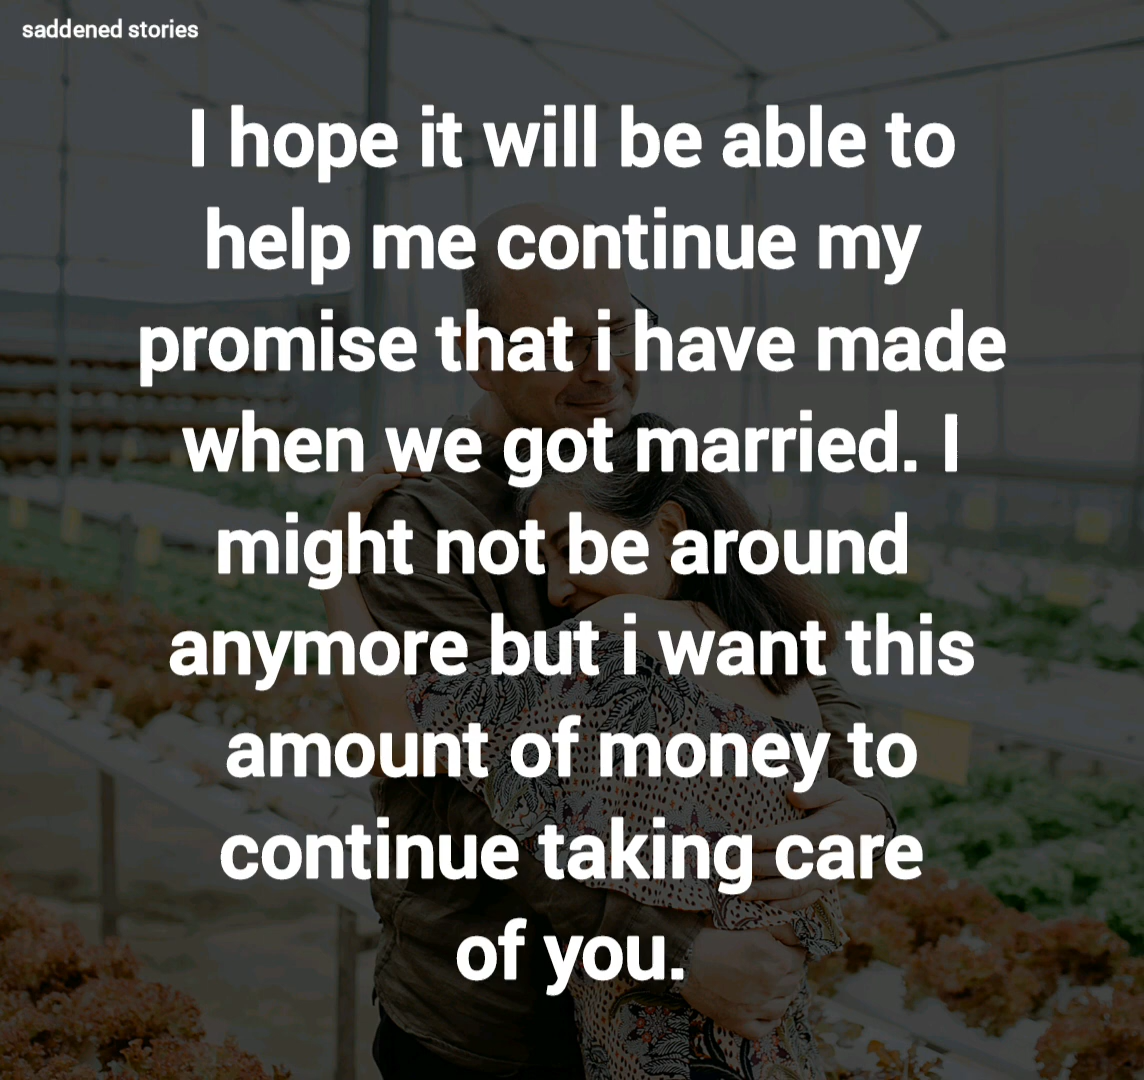 saddened stories
I hope it will be able to
help me continue my
promise that i have made
when we got married. I
might not be around
anymore but i want this
amount of money to
continue taking care
of you.